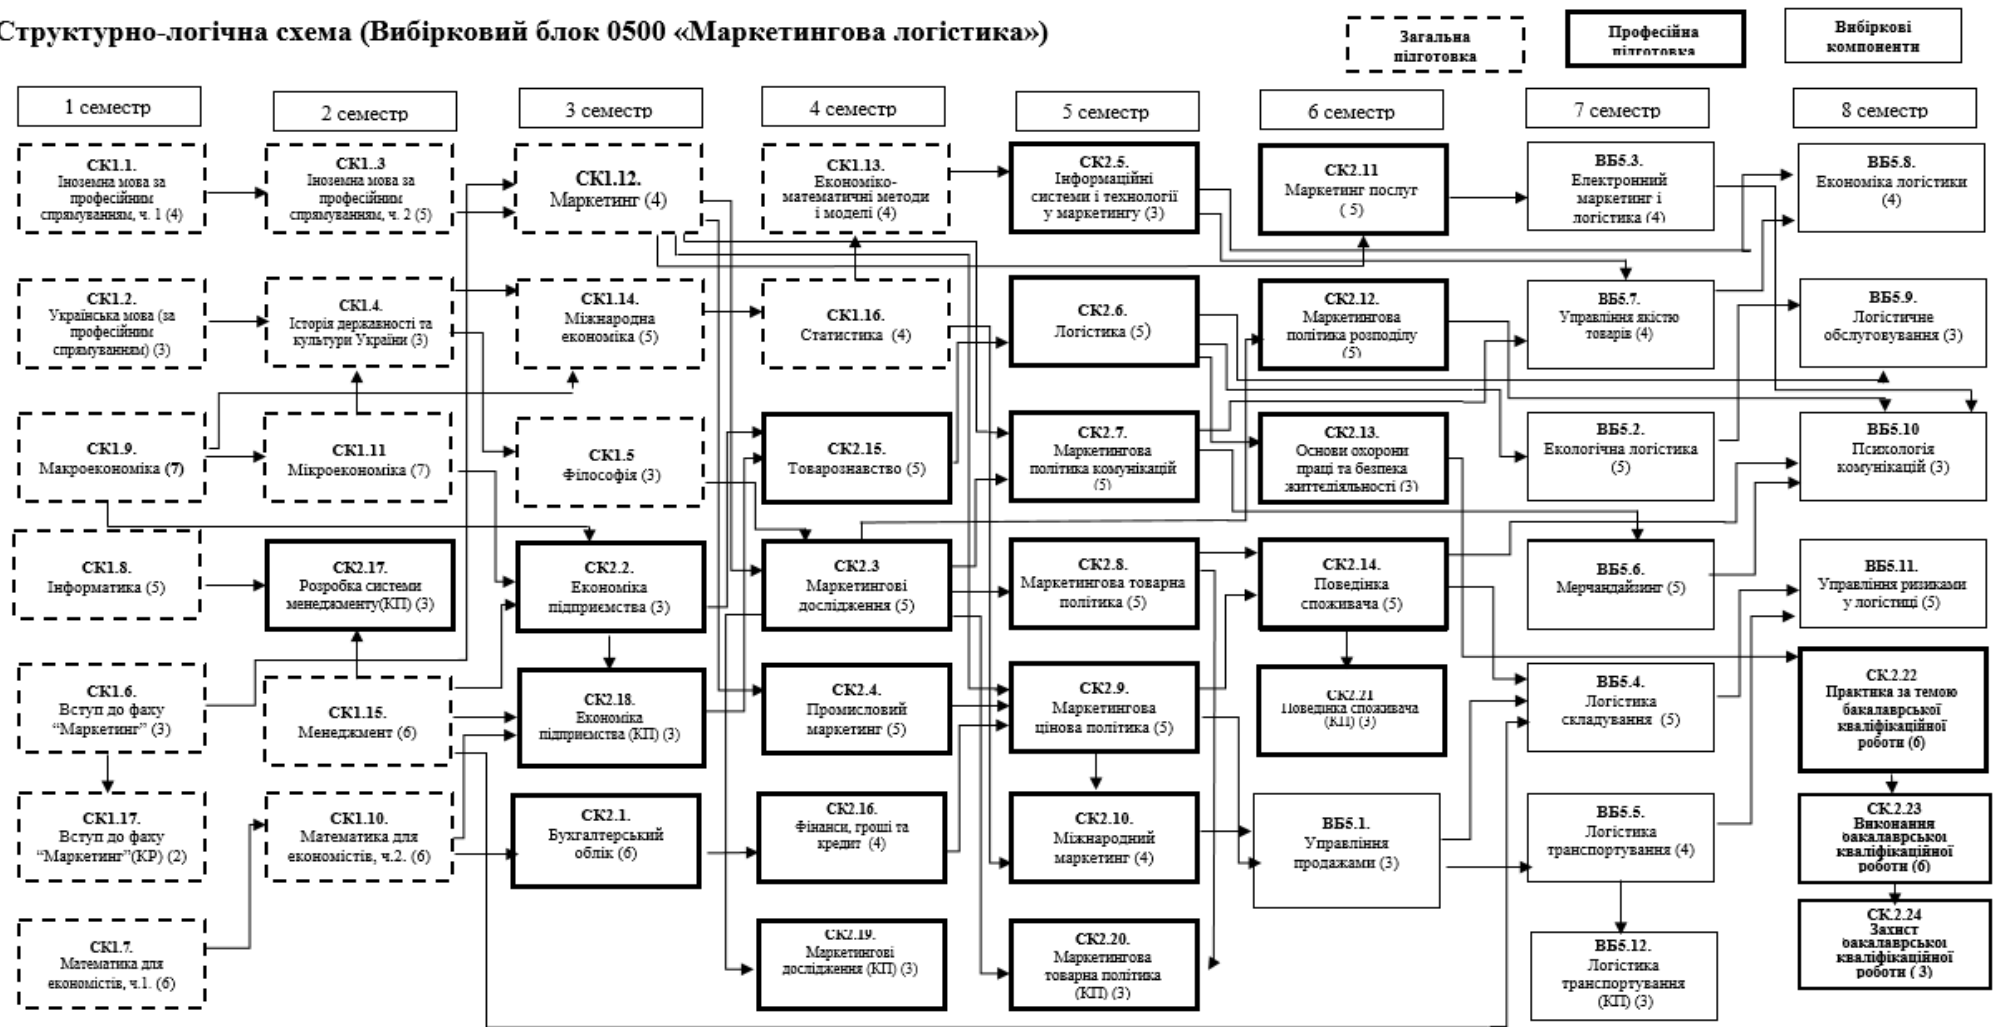 Структурно-логічна схема (Вибірковий блок 0500 «Маркетингова логістика»)
Загальна
підготовка
Професійна
підготовка
Вибіркові
компоненти
1 семестр
2 семестр
3 семестр
4 семестр
5 семестр
6 семестр
7 семестр
8 семестр
СК1.1.
Іноземна мова за
професійним
спрямуванням, ч. 1 (4)
СК1..3
Іноземна мова за
професійним
спрямуванням, ч. 2 (5)
СК1.12.
Маркетинг (4)
СК1.13.
Економіко-
математичні методи
і моделі (4)
СК2.5.
Інформаційні
системи і технології
у маркетингу (3)
СК2.11
Маркетинг послуг
( 5)
ВБ5.3.
Електронний
маркетинг і
логістика (4)
ВБ5.8.
Економіка логістики
(4)
СК1.2.
Українська мова (за
професійним
спрямуванням) (3)
СК1.4.
Історія державності та
культури України (3)
СК1.14.
Міжнародна
економіка (5)
СК1.16.
Статистика (4)
СК2.6.
Логістика (5)
СК2.12.
Маркетингова
політика розподілу
(5)
ВБ5.7.
Управління якістю
товарів (4)
ВБ5.9.
Логістичне
обслуговування (3)
СК1.9.
Макроекономіка (7)
СК1.11
Мікроекономіка (7)
СК1.5
Філософія (3)
СК2.15.
Товарознавство (5)
СК2.7.
Маркетингова
політика комунікацій
(5)
СК2.13.
Основи охорони
праці та безпека
життєдіяльності (3)
ВБ5.2.
Екологічна логістика
(5)
ВБ5.10
Психологія
комунікацій (3)
СК1.8.
Інформатика (5)
СК2.17.
Розробка системи
менеджменту(КП) (3)
СК2.2.
Економіка
підприємства (3)
СК2.3
Маркетингові
дослідження (5)
СК2.8.
Маркетингова товарна
політика (5)
СК2.14.
Поведінка
споживача (5)
ВБ5.6.
Мерчандайзинг (5)
ВБ5.11.
Управління ризиками
у логістиці (5)
СК1.6.
Вступ до фаху
“Маркетинг” (3)
СК1.15.
Менеджмент (6)
СК2.18.
Економіка
підприємства (КП) (3)
СК2.4.
Промисловий
маркетинг (5)
СК2.9.
Маркетингова
цінова політика (5)
СК2.21
Поведінка споживача
(КП) (3)
ВБ5.4.
Логістика
складування (5)
СК.2.22
Практика за темою
бакалаврської
кваліфікаційної
роботи (6)
СК1.17.
Вступ до фаху
“Маркетинг”(КР) (2)
СК1.10.
Математика для
економістів, ч.2. (6)
СК2.1.
Бухгалтерський
облік (6)
СК2.16.
Фінанси, гроші та
кредит (4)
СК2.10.
Міжнародний
маркетинг (4)
ВБ5.1.
Управління
продажами (3)
ВБ5.5.
Логістика
транспортування (4)
СК.2.23
Виконання
бакалаврської
кваліфікаційної
роботи (6)
СК1.7.
Математика для
економістів, ч.1. (6)
СК2.19.
Маркетингові
дослідження (КП) (3)
СК2.20.
Маркетингова
товарна політика
(КП) (3)
ВБ5.12.
Логістика
транспортування
(КП) (3)
СК.2.24
Захист
бакалаврської
кваліфікаційної
роботи ( 3)